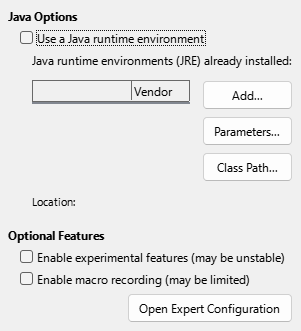 Java Options
Use a Java runtime environment
Java runtime environments (JRE) already installed:
Vendor
Add...
Parameters...
Class Path...
Location:
Optional Features
Enable experimental features (may be unstable)
Enable macro recording (may be limited)
Open Expert Configuration